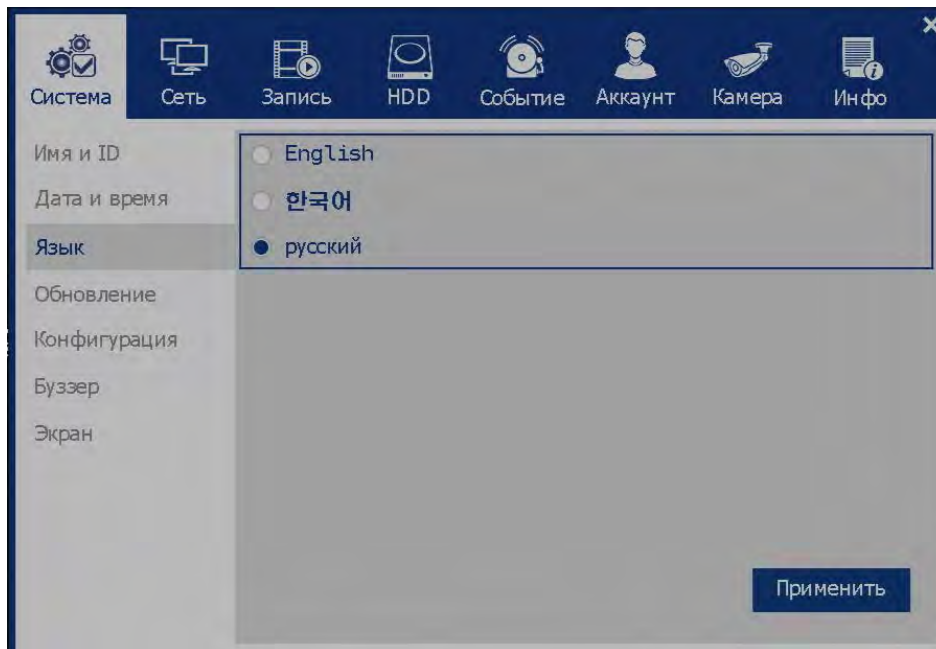 Система Сеть Запись HDD Событие Аккаунт Камера Инфо
Имя и ID
Дата и время
Язык
Обновление
Конфигурация
Буззер
Экран
English
한국어
русский
Применить